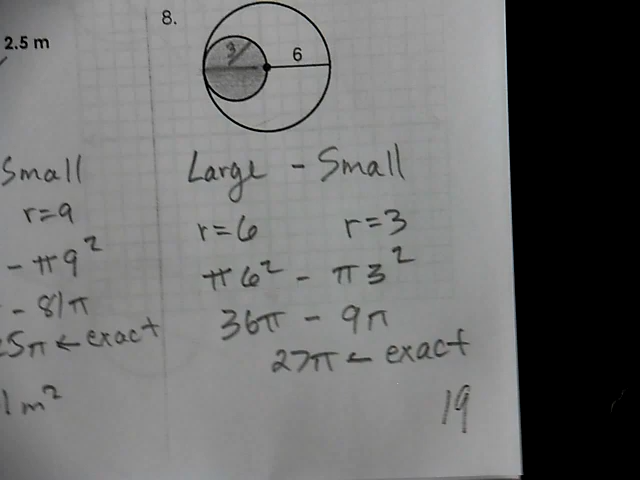 2.5 m
8.
3
6
Small
r=9
- π9²
- 81π
5π ← exact
1 m²
Large - Small
r=6 r=3
π6² - π3²
36π - 9π
27π ← exact
19